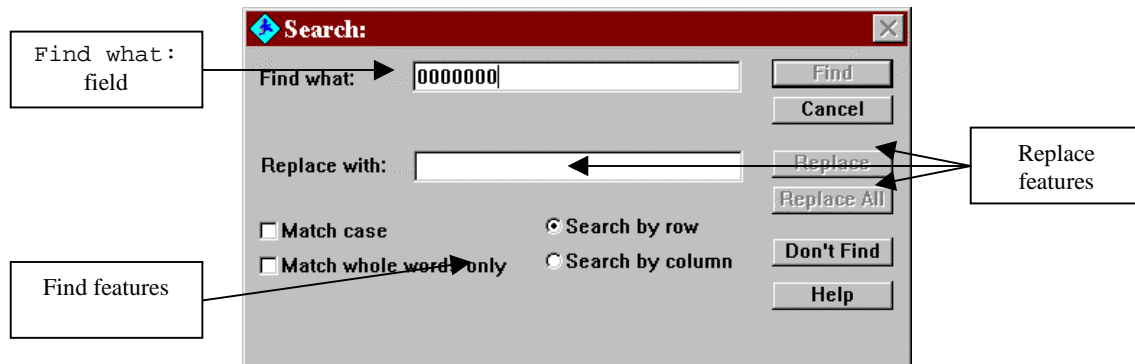 Search:
Find what:
field
Find what:
0000000
Find
Cancel
Replace with:
Replace
Replace All
Replace
features
Match case
Search by row
Match whole words only
Search by column
Don't Find
Find features
Help